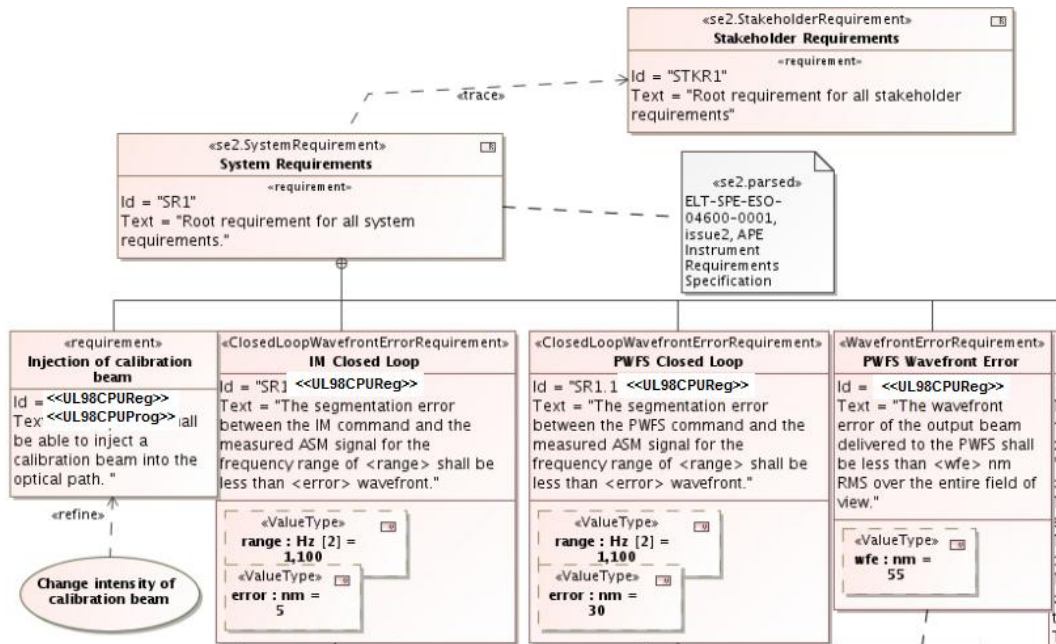 «se2.StakeholderRequirement»
Stakeholder Requirements
«requirement»
Id = "STKR1"
Text = "Root requirement for all stakeholder
requirements"
«trace»
«se2.SystemRequirement»
System Requirements
«requirement»
Id = "SR1"
Text = "Root requirement for all system
requirements."
«se2.parsed»
ELT-SPE-ESO-
04600-0001,
issue2, APE
Instrument
Requirements
Specification
«requirement»
Injection of calibration
beam
Id = <<UL98CPUReg>>
<<UL98CPUProg>>
be able to inject a
calibration beam into the
optical path. "
«refine»
Change intensity of
calibration beam
«ClosedLoopWavefrontErrorRequirement»
IM Closed Loop
Id = "SR1 <<UL98CPUReg>>
Text = "The segmentation error
between the IM command and the
measured ASM signal for the
frequency range of <range> shall be
less than <error> wavefront."
«ValueType»
range : Hz [2] =
1,100
«ValueType»
error : nm =
5
«ClosedLoopWavefrontErrorRequirement»
PWFS Closed Loop
Id = "SR1.1 <<UL98CPUReg>>
Text = "The segmentation error
between the PWFS command and the
measured ASM signal for the
frequency range of <range> shall be
less than <error> wavefront."
«ValueType»
range : Hz [2] =
1,100
«ValueType»
error : nm =
30
«WavefrontErrorRequirement»
PWFS Wavefront Error
Id = <<UL98CPUReg>>
Text = "The wavefront
error of the output beam
delivered to the PWFS shall
be less than <wfe> nm
RMS over the entire field of
view."
«ValueType»
wfe : nm =
55